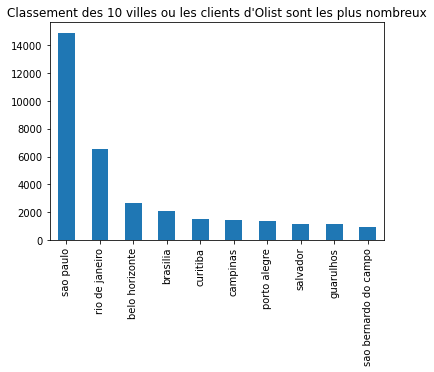 Classement des 10 villes ou les clients d'Olist sont les plus nombreux
14000
12000
10000
8000
6000
4000
2000
0
sao paulo
rio de janeiro
belo horizonte
brasilia
curitiba
campinas
porto alegre
salvador
guarulhos
sao bernardo do campo